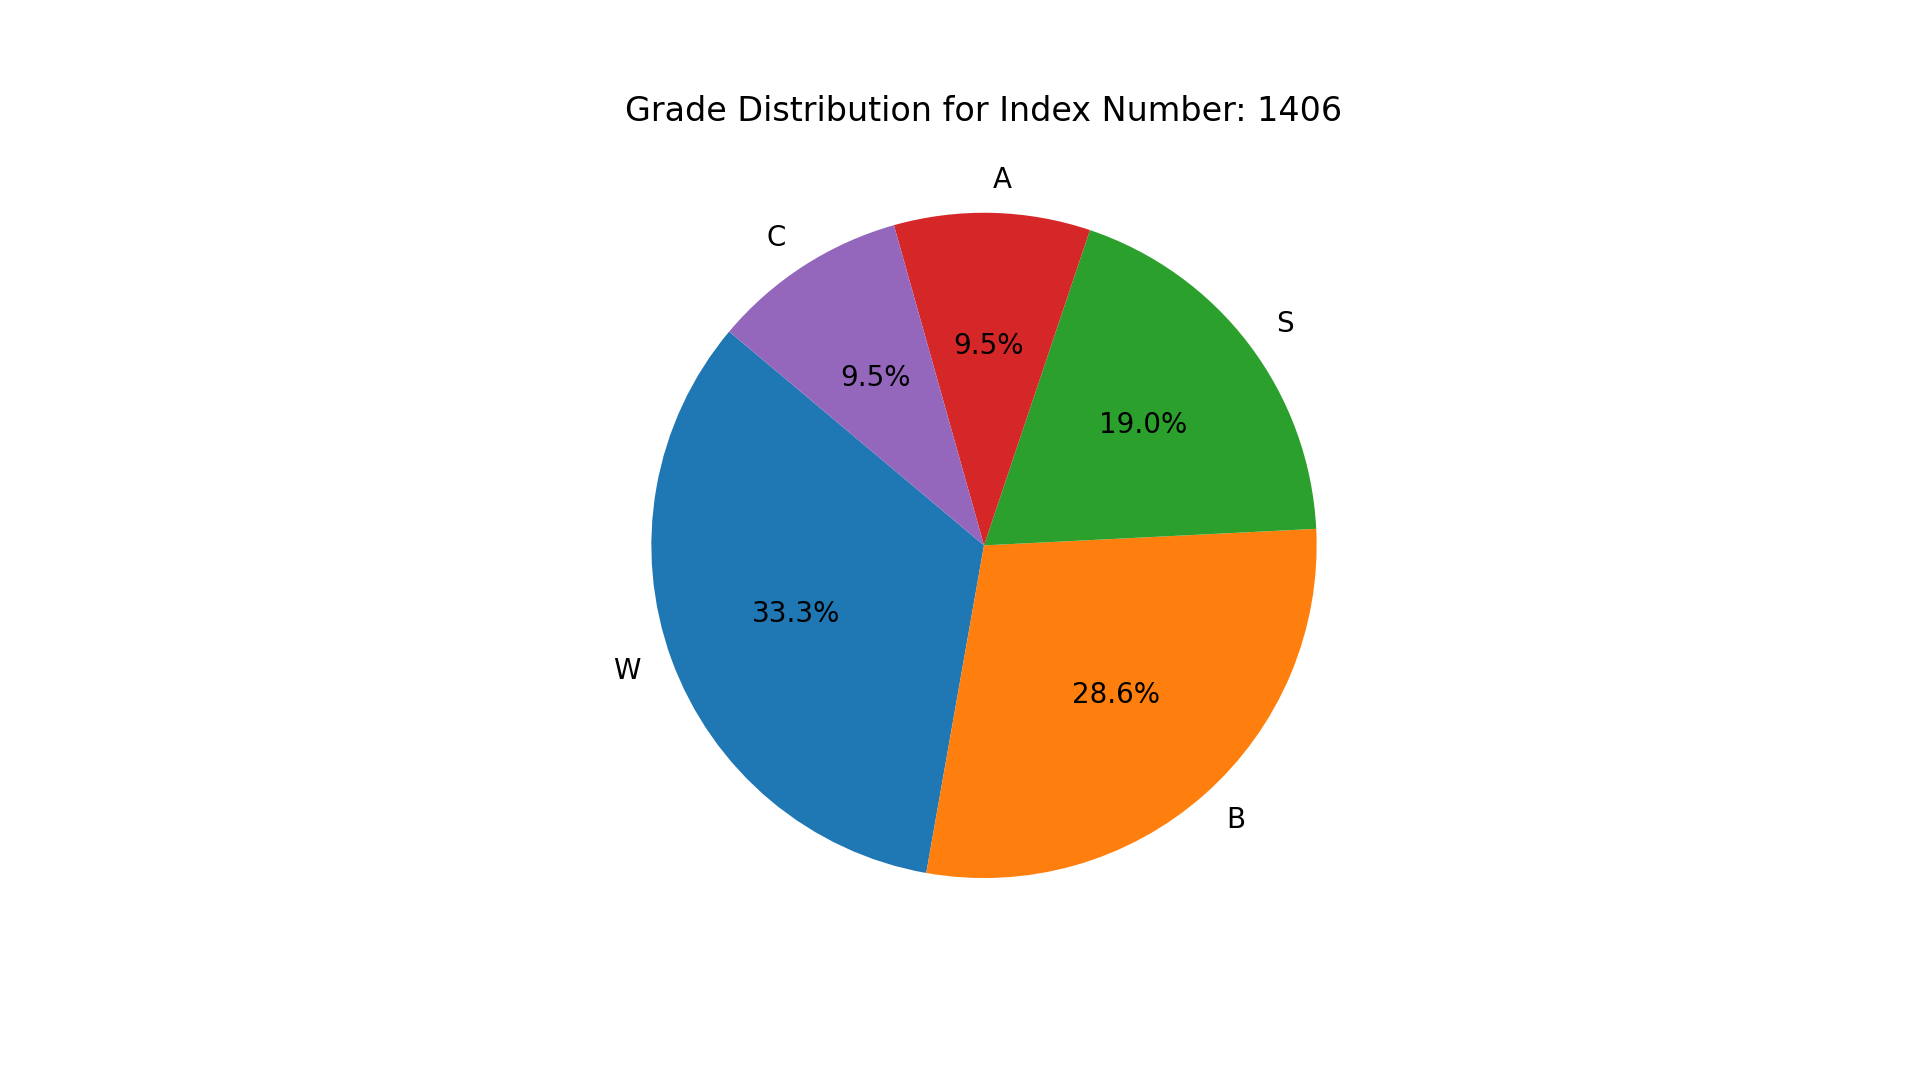 Grade Distribution for Index Number: 1406
A
C
S
9.5%
9.5%
19.0%
33.3%
W
28.6%
B